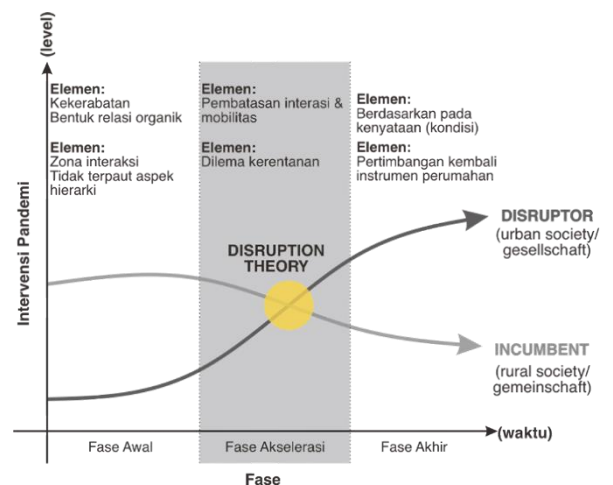 (level)
Intervensi Pandemi
Elemen:
Kekerabatan
Bentuk relasi organik
Elemen:
Zona interaksi
Tidak terpaut aspek
hierarki
Elemen:
Pembatasan interasi &
mobilitas
Elemen:
Dilema kerentanan
Elemen:
Berdasarkan pada
kenyataan (kondisi)
Elemen:
Pertimbangan kembali
instrumen perumahan
DISRUPTION
THEORY
DISRUPTOR
(urban society/
gesellschaft)
INCUMBENT
(rural society/
gemeinschaft)
(waktu)
Fase Awal
Fase Akselerasi
Fase Akhir
Fase